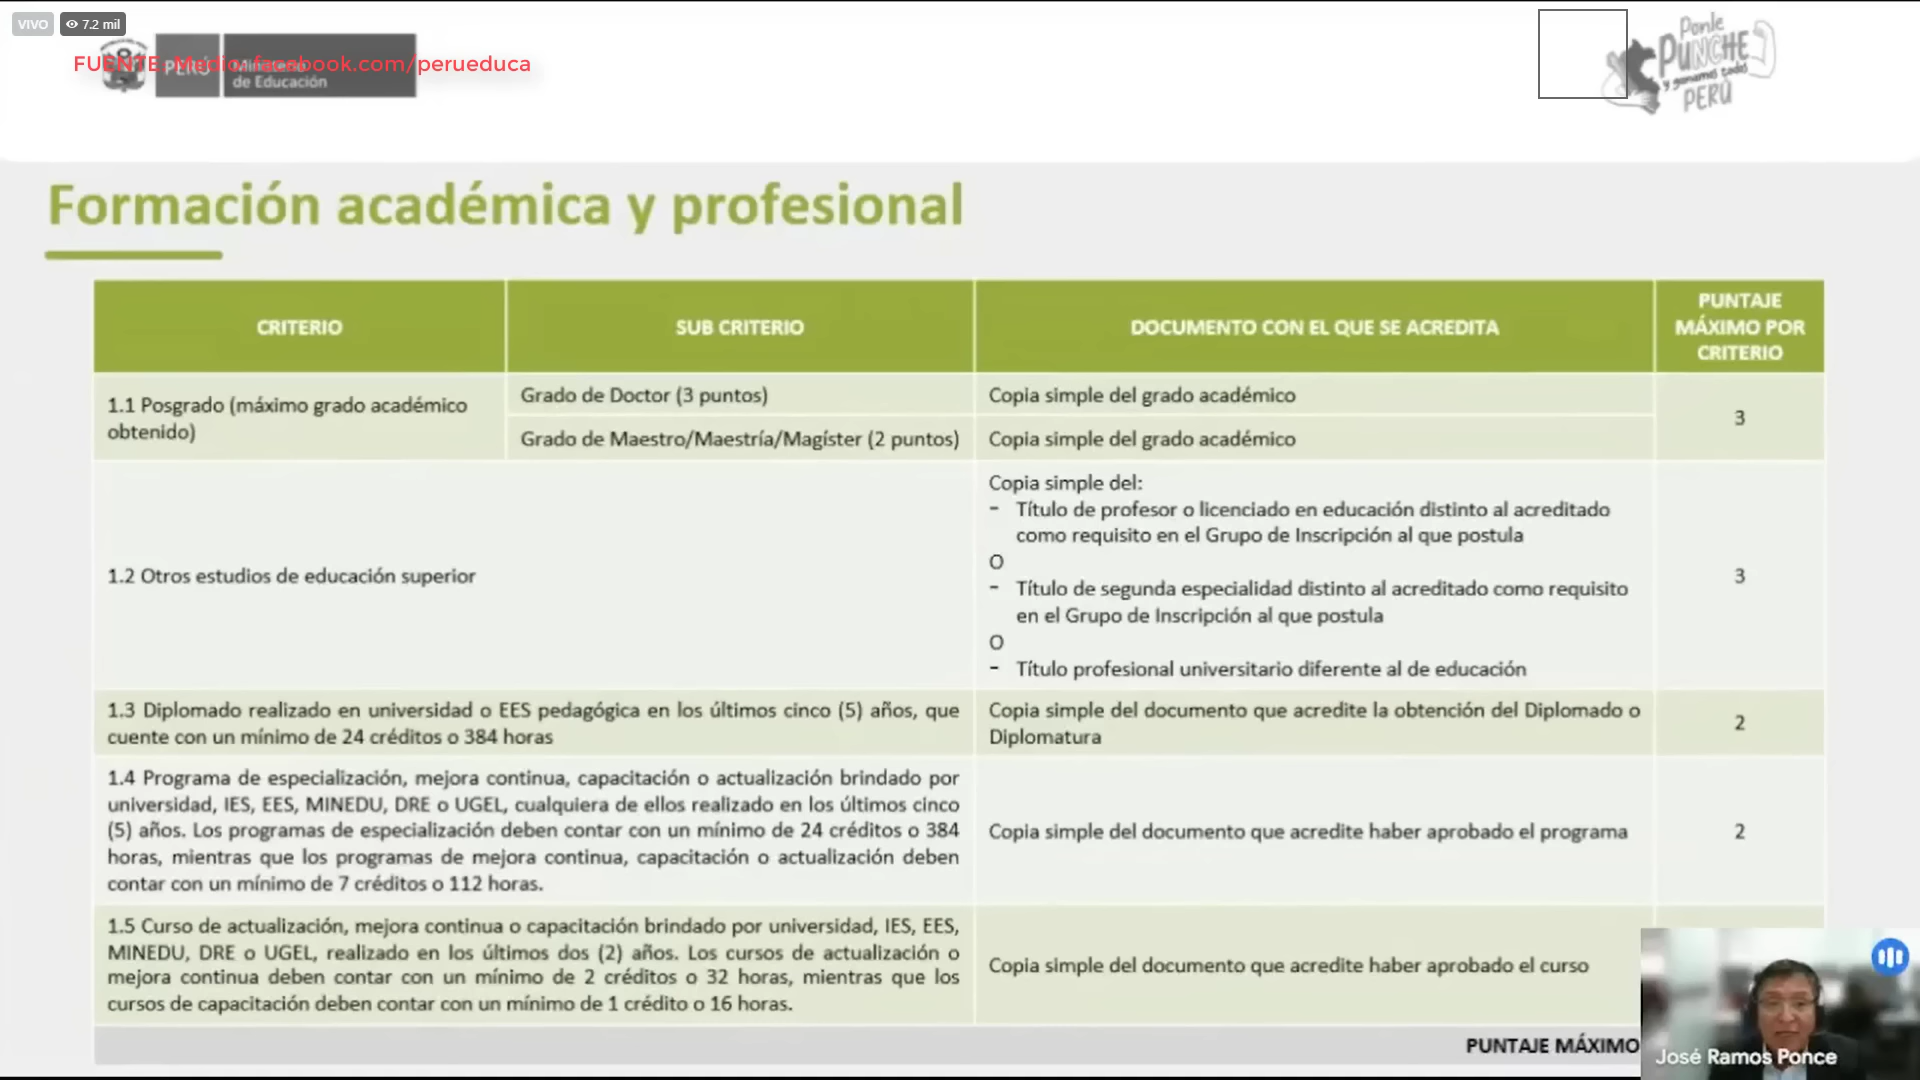 VIVO 7.2 mil
FUENTE: Medio: facebook.com/perueduca
PERÚ Ministerio
de Educación
Ponle
PUNCHE
y ganamos todos
PERÚ
Formación académica y profesional
CRITERIO
SUB CRITERIO
DOCUMENTO CON EL QUE SE ACREDITA
PUNTAJE
MÁXIMO POR
CRITERIO
1.1 Posgrado (máximo grado académico
obtenido)
Grado de Doctor (3 puntos)
Copia simple del grado académico
Grado de Maestro/Maestría/Magíster (2 puntos)
Copia simple del grado académico
3
1.2 Otros estudios de educación superior
Copia simple del:
- Título de profesor o licenciado en educación distinto al acreditado
como requisito en el Grupo de Inscripción al que postula
O
- Título de segunda especialidad distinto al acreditado como requisito
en el Grupo de Inscripción al que postula
O
- Título profesional universitario diferente al de educación
3
1.3 Diplomado realizado en universidad o EES pedagógica en los últimos cinco (5) años, que
cuente con un mínimo de 24 créditos o 384 horas
Copia simple del documento que acredite la obtención del Diplomado o
Diplomatura
2
1.4 Programa de especialización, mejora continua, capacitación o actualización brindado por
universidad, IES, EES, MINEDU, DRE o UGEL, cualquiera de ellos realizado en los últimos cinco
(5) años. Los programas de especialización deben contar con un mínimo de 24 créditos o 384
horas, mientras que los programas de mejora continua, capacitación o actualización deben
contar con un mínimo de 7 créditos o 112 horas.
Copia simple del documento que acredite haber aprobado el programa
2
1.5 Curso de actualización, mejora continua o capacitación brindado por universidad, IES, EES,
MINEDU, DRE o UGEL, realizado en los últimos dos (2) años. Los cursos de actualización o
mejora continua deben contar con un mínimo de 2 créditos o 32 horas, mientras que los
cursos de capacitación deben contar con un mínimo de 1 crédito o 16 horas.
Copia simple del documento que acredite haber aprobado el curso
PUNTAJE MÁXIMO
José Ramos Ponce